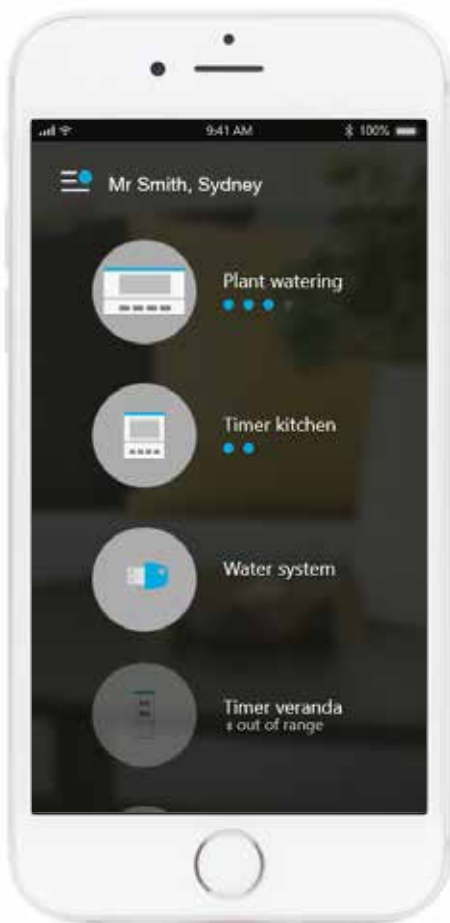 9:41 AM
100%
Mr Smith, Sydney
Plant watering
Timer kitchen
Water system
Timer veranda
out of range